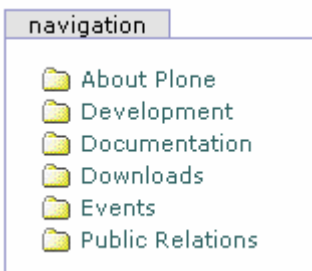 navigation
About Plone
Development
Documentation
Downloads
Events
Public Relations